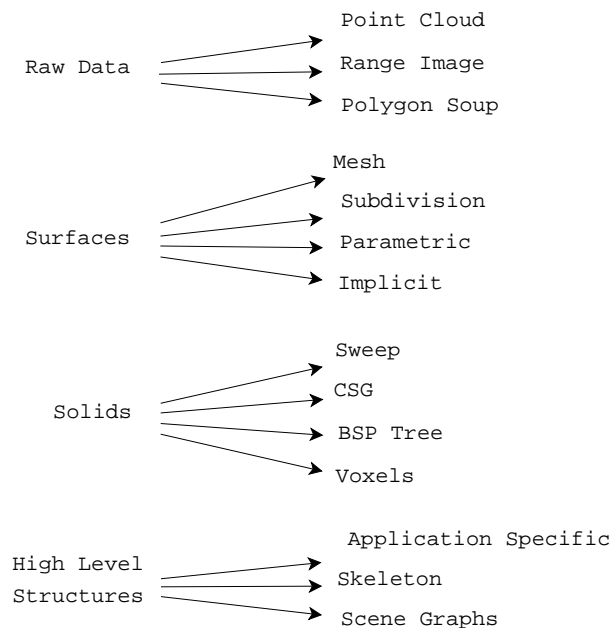 Raw Data
Point Cloud
Range Image
Polygon Soup
Surfaces
Mesh
Subdivision
Parametric
Implicit
Solids
Sweep
CSG
BSP Tree
Voxels
High Level
Structures
Application Specific
Skeleton
Scene Graphs